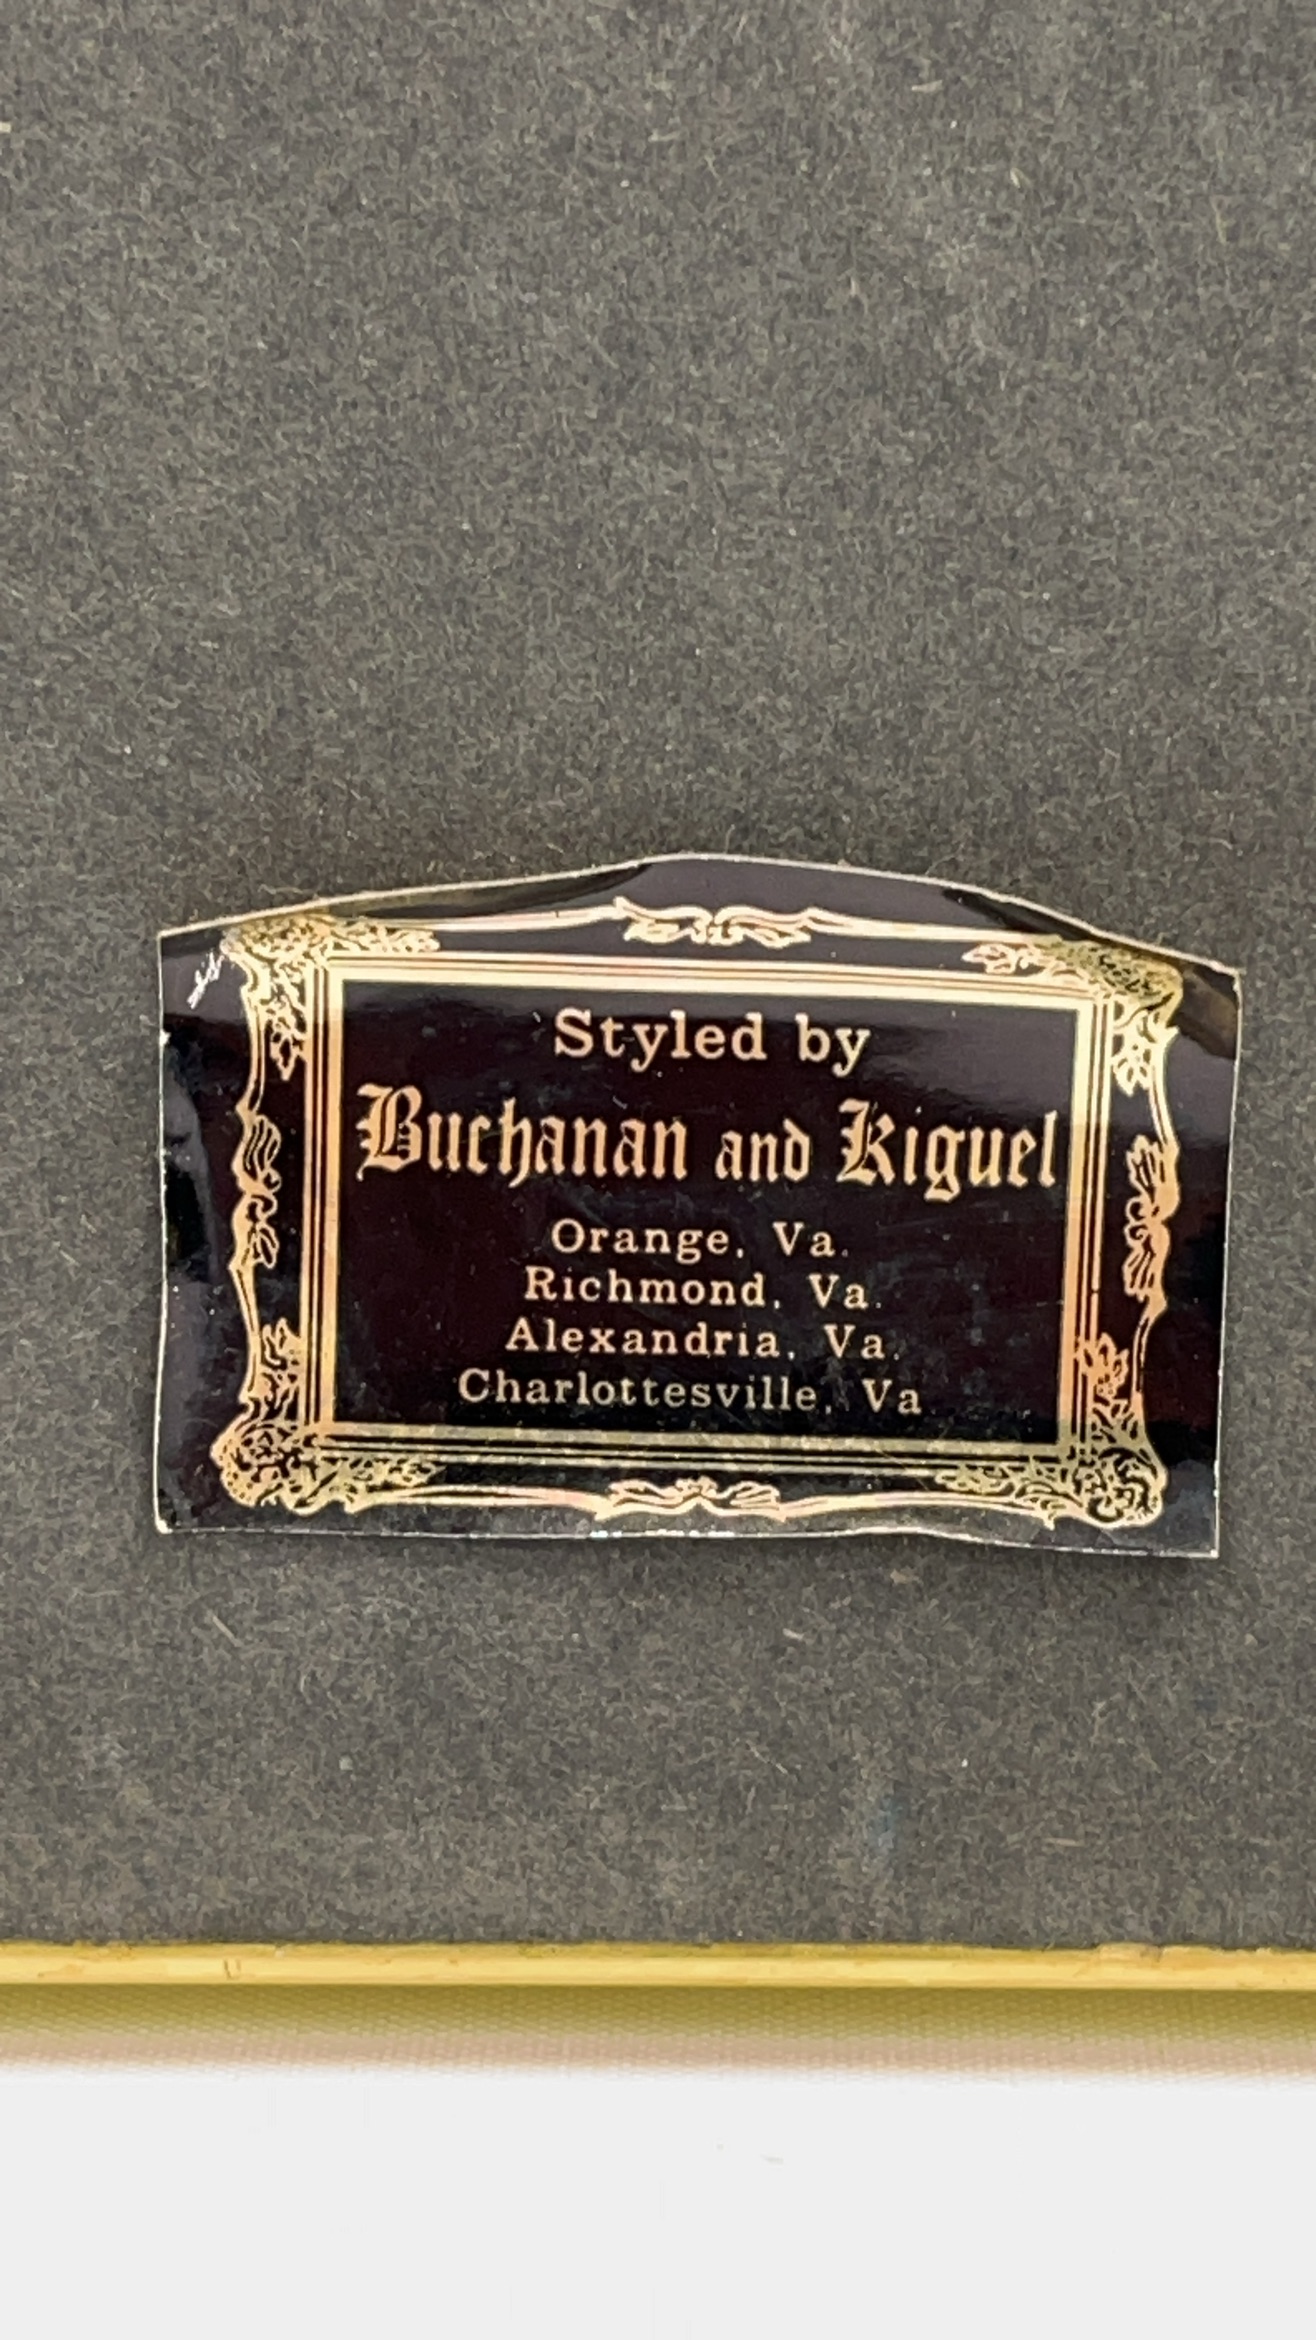 Styled by
Buchanan and Kiguel
Orange, Va.
Richmond, Va.
Alexandria, Va.
Charlottesville, Va